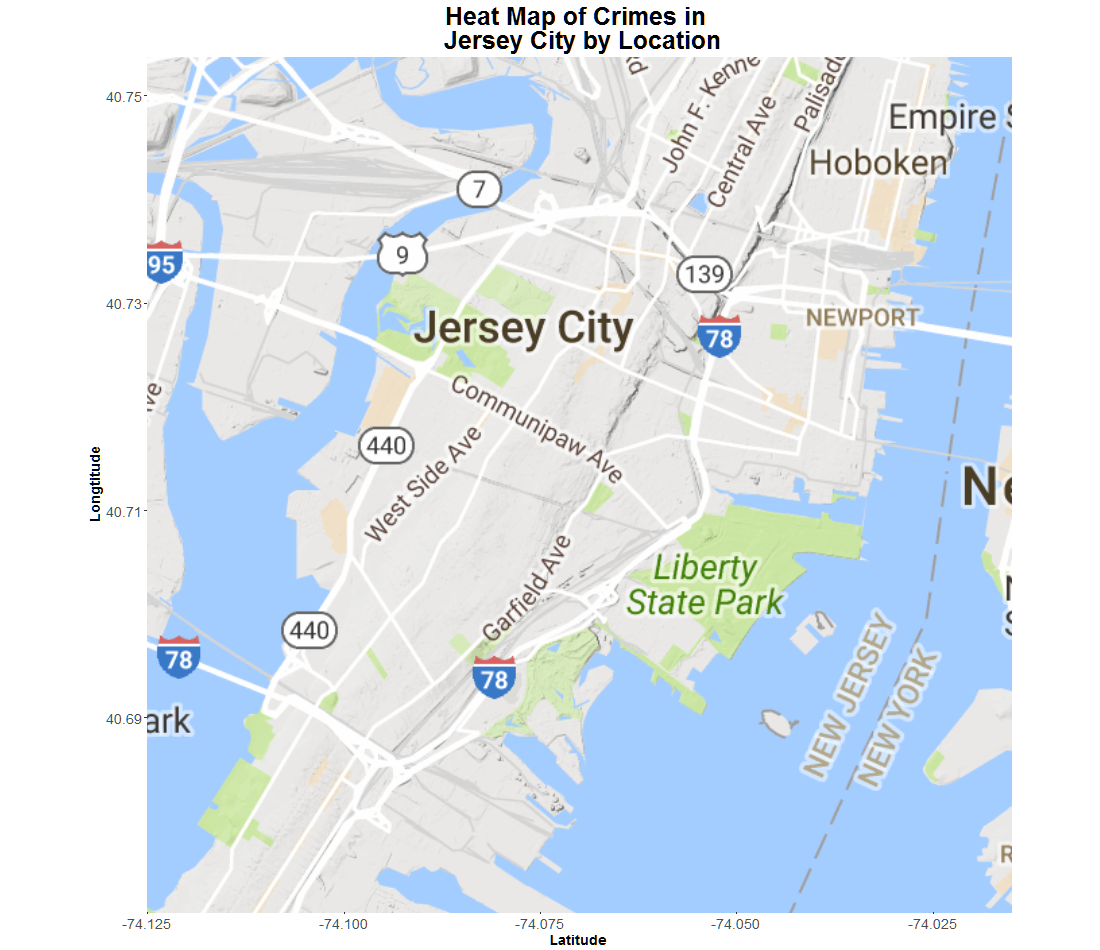 Heat Map of Crimes in
Jersey City by Location
Longtitude
40.75
40.73
40.71
40.69
-74.125
-74.100
-74.075
-74.050
-74.025
Latitude
John F. Kenne
Central Ave
Palisad
Empire S
Hoboken
7
9
95
139
78
NEWPORT
Jersey City
Communipaw Ave
440
West Side Ave
Garfield Ave
Liberty
State Park
440
78
78
ark
NEW JERSEY
NEW YORK
Ne
ve
R